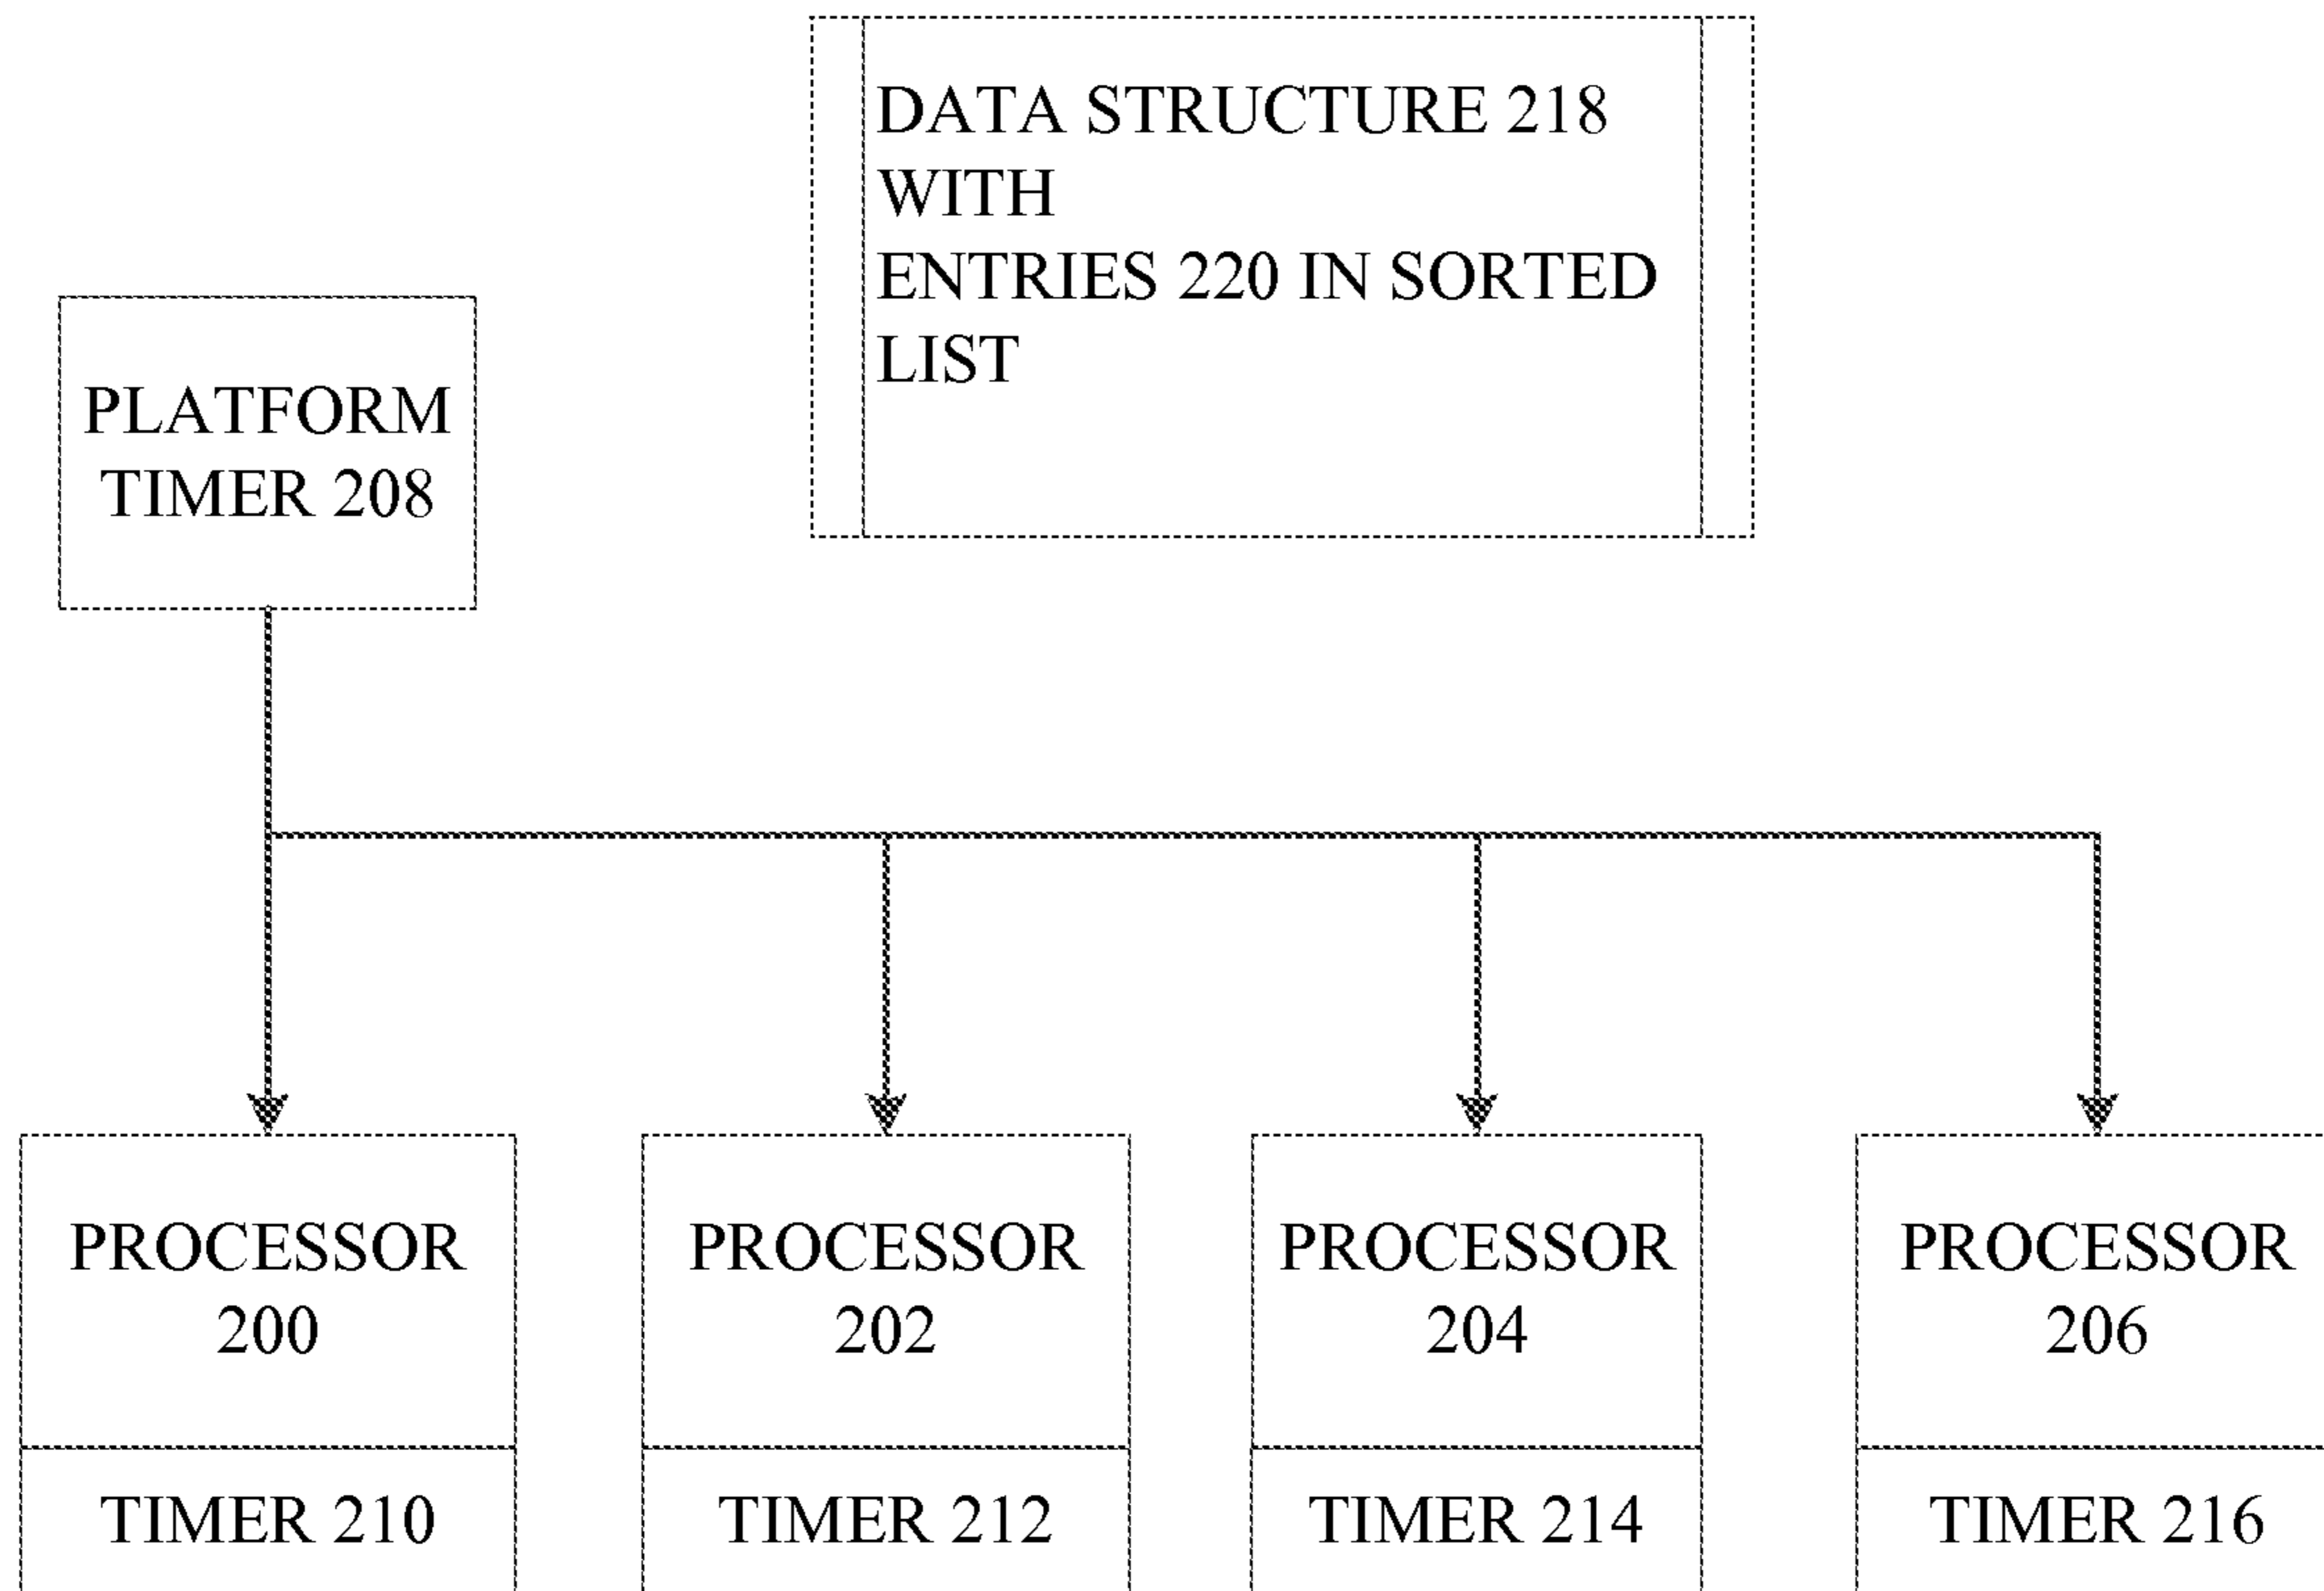 DATA STRUCTURE 218
WITH
ENTRIES 220 IN SORTED
LIST
PLATFORM
TIMER 208
PROCESSOR
200
PROCESSOR
202
PROCESSOR
204
PROCESSOR
206
TIMER 210
TIMER 212
TIMER 214
TIMER 216